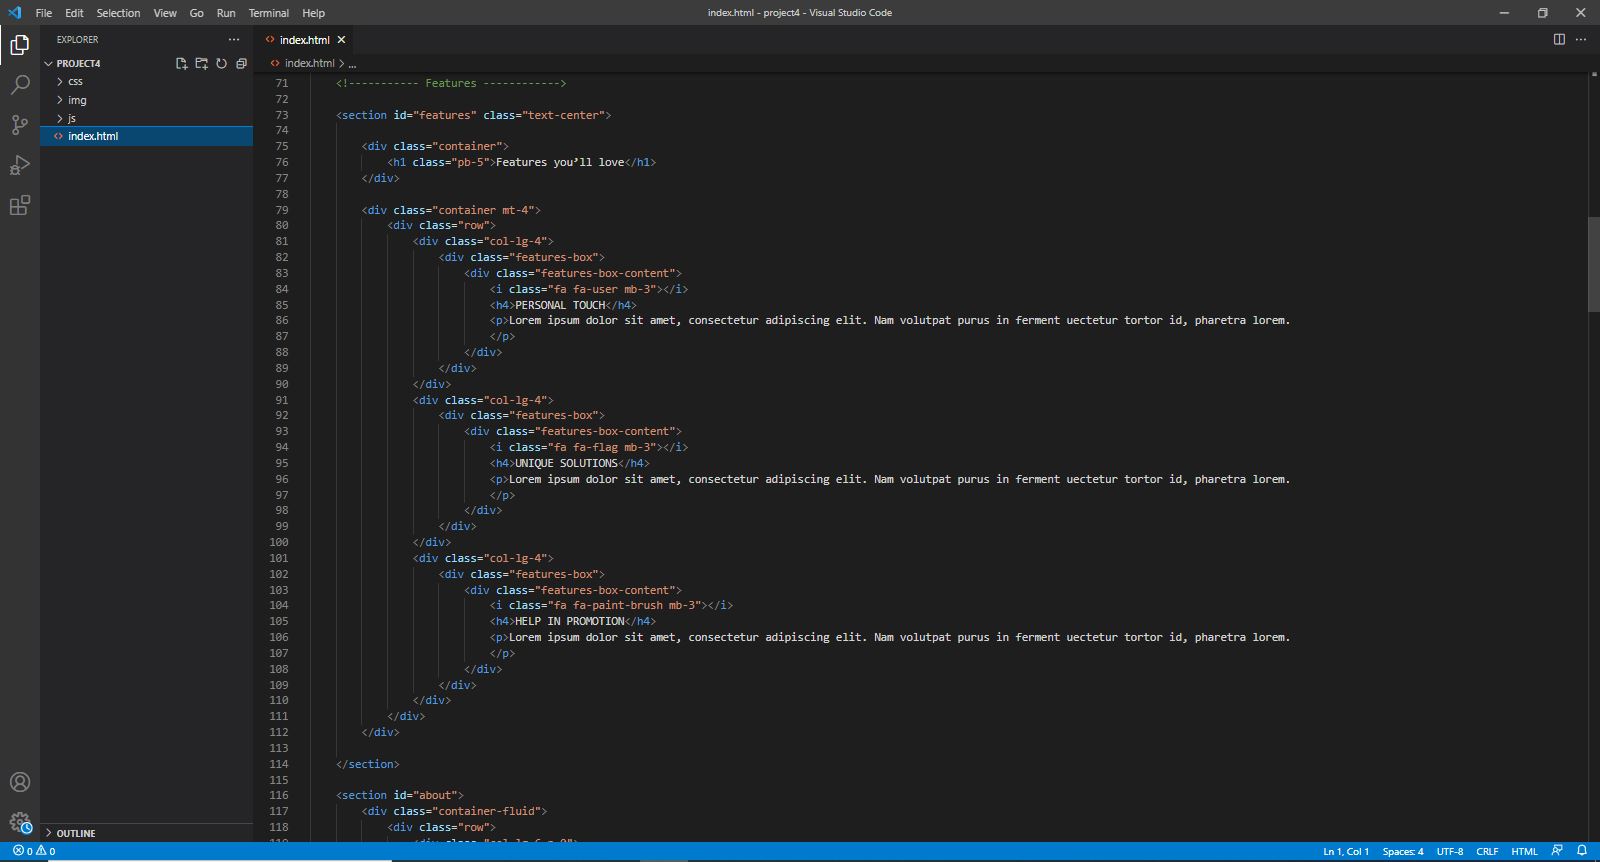 File Edit Selection View Go Run Terminal Help
index.html - project4 - Visual Studio Code
EXPLORER
PROJECT4
css
img
js
index.html
OUTLINE
index.html
index.html > ...
71 <!----------- Features ------------>
72
73 <section id="features" class="text-center">
74
75 <div class="container">
76 <h1 class="pb-5">Features you’ll love</h1>
77 </div>
78
79 <div class="container mt-4">
80 <div class="row">
81 <div class="col-lg-4">
82 <div class="features-box">
83 <div class="features-box-content">
84 <i class="fa fa-user mb-3"></i>
85 <h4>PERSONAL TOUCH</h4>
86 <p>Lorem ipsum dolor sit amet, consectetur adipiscing elit. Nam volutpat purus in ferment uectetur tortor id, pharetra lorem.
87 </p>
88 </div>
89 </div>
90 </div>
91 <div class="col-lg-4">
92 <div class="features-box">
93 <div class="features-box-content">
94 <i class="fa fa-flag mb-3"></i>
95 <h4>UNIQUE SOLUTIONS</h4>
96 <p>Lorem ipsum dolor sit amet, consectetur adipiscing elit. Nam volutpat purus in ferment uectetur tortor id, pharetra lorem.
97 </p>
98 </div>
99 </div>
100 </div>
101 <div class="col-lg-4">
102 <div class="features-box">
103 <div class="features-box-content">
104 <i class="fa fa-paint-brush mb-3"></i>
105 <h4>HELP IN PROMOTION</h4>
106 <p>Lorem ipsum dolor sit amet, consectetur adipiscing elit. Nam volutpat purus in ferment uectetur tortor id, pharetra lorem.
107 </p>
108 </div>
109 </div>
110 </div>
111 </div>
112 </div>
113
114 </section>
115
116 <section id="about">
117 <div class="container-fluid">
118 <div class="row">
0 0
Ln 1, Col 1 Spaces: 4 UTF-8 CRLF HTML